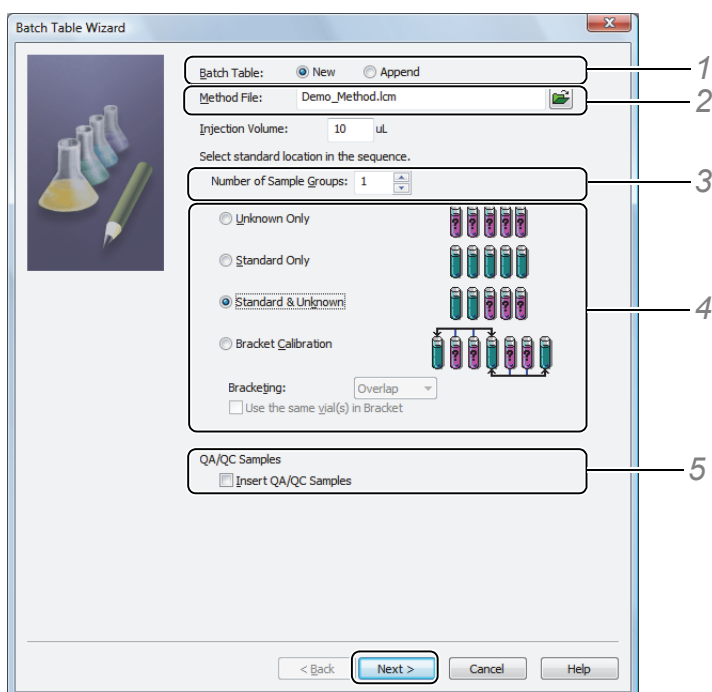 Batch Table Wizard
Batch Table: New Append 1
Method File: Demo_Method.lcm 2
Injection Volume: 10 uL
Select standard location in the sequence.
Number of Sample Groups: 1 3
Unknown Only ? ? ? ? ?
Standard Only
Standard & Unknown ? ? ? 4
Bracket Calibration ? ? ? ?
Bracketing: Overlap
Use the same vial(s) in Bracket
QA/QC Samples
Insert QA/QC Samples 5
< Back Next > Cancel Help